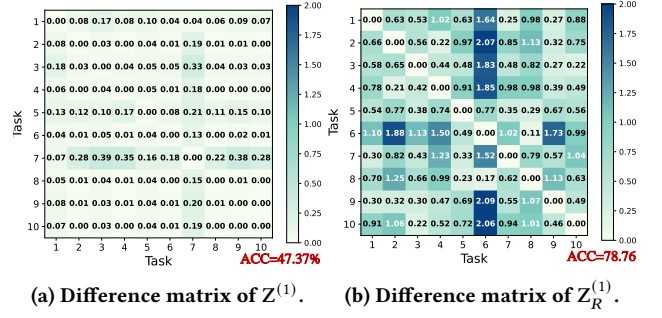 1 0.00 0.08 0.17 0.08 0.10 0.04 0.04 0.06 0.09 0.07
2 0.08 0.00 0.03 0.00 0.04 0.01 0.19 0.01 0.01 0.00
3 0.18 0.03 0.00 0.04 0.05 0.05 0.33 0.04 0.03 0.03
4 0.06 0.00 0.04 0.00 0.05 0.01 0.18 0.00 0.01 0.00
5 0.13 0.12 0.10 0.17 0.00 0.08 0.21 0.11 0.15 0.10
6 0.04 0.01 0.05 0.01 0.04 0.00 0.13 0.00 0.02 0.01
7 0.07 0.28 0.39 0.35 0.16 0.18 0.00 0.22 0.38 0.28
8 0.05 0.01 0.04 0.01 0.04 0.00 0.15 0.00 0.01 0.01
9 0.08 0.01 0.03 0.01 0.04 0.01 0.20 0.01 0.00 0.01
10 0.07 0.00 0.03 0.00 0.04 0.01 0.19 0.01 0.01 0.00
1 2 3 4 5 6 7 8 9 10
Task
Task
2.00
1.75
1.50
1.25
1.00
0.75
0.50
0.25
0.00
ACC=47.37%
(a) Difference matrix of Z⁽¹⁾.
1 0.00 0.63 0.53 1.02 0.63 1.64 0.25 0.98 0.27 0.88
2 0.66 0.00 0.56 0.22 0.97 2.07 0.85 1.13 0.32 0.75
3 0.58 0.65 0.00 0.44 0.48 1.83 0.48 0.82 0.27 0.22
4 0.78 0.21 0.42 0.00 0.91 1.85 0.98 0.98 0.39 0.49
5 0.54 0.77 0.38 0.74 0.00 0.77 0.35 0.29 0.67 0.56
6 1.10 1.88 1.13 1.50 0.49 0.00 1.02 0.11 1.73 0.99
7 0.30 0.82 0.43 1.23 0.33 1.52 0.00 0.79 0.57 1.04
8 0.70 1.25 0.66 0.99 0.23 0.17 0.62 0.00 1.13 0.63
9 0.30 0.32 0.30 0.47 0.69 2.09 0.55 1.07 0.00 0.49
10 0.91 1.06 0.22 0.52 0.72 2.06 0.94 1.01 0.46 0.00
1 2 3 4 5 6 7 8 9 10
Task
Task
2.00
1.75
1.50
1.25
1.00
0.75
0.50
0.25
0.00
ACC=78.76
(b) Difference matrix of Z_R⁽¹⁾.